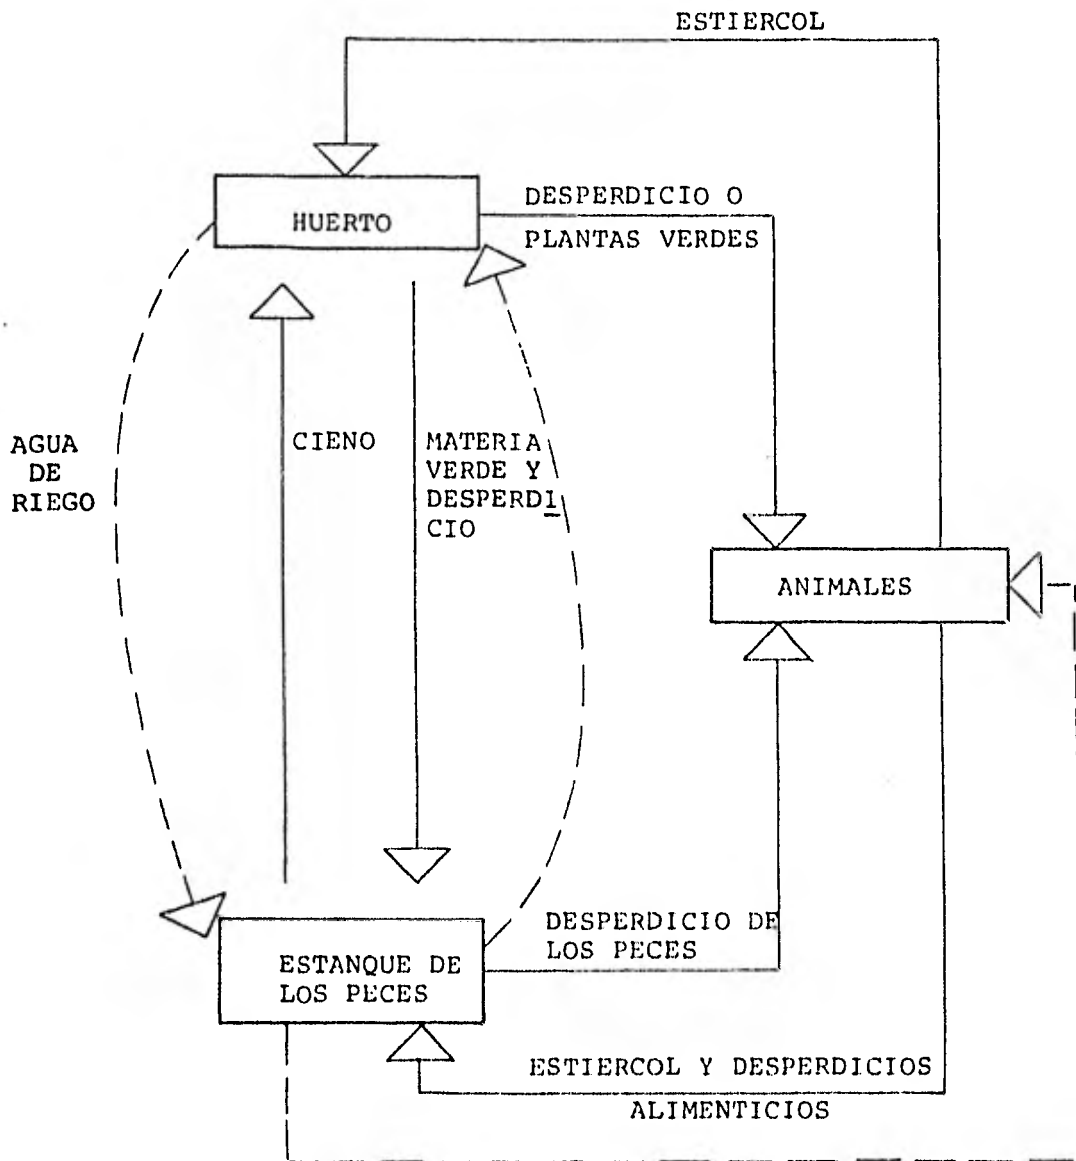 ESTIERCOL
DESPERDICIO O
PLANTAS VERDES
HUERTO
AGUA
DE
RIEGO
CIENO
MATERIA
VERDE Y
DESPERDI
CIO
ANIMALES
DESPERDICIO DE
LOS PECES
ESTANQUE DE
LOS PECES
ESTIERCOL Y DESPERDICIOS
ALIMENTICIOS